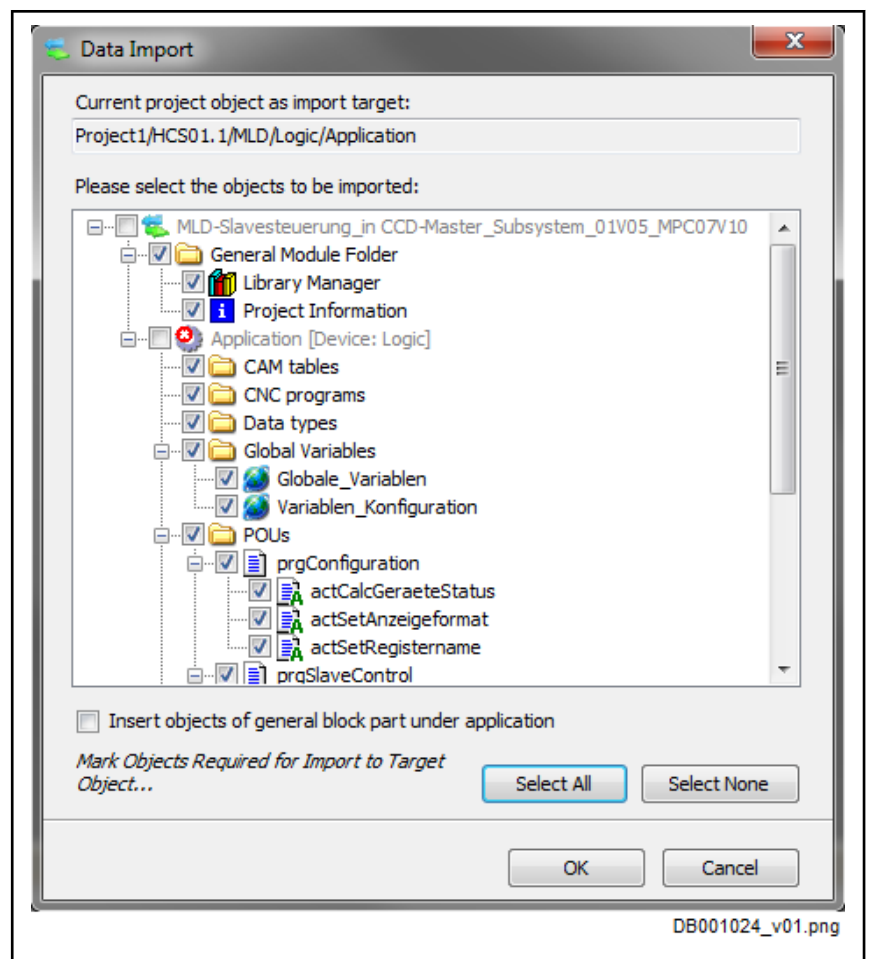 Data Import
Current project object as import target:
Project1/HCS01.1/MLD/Logic/Application
Please select the objects to be imported:
MLD-Slavesteuerung_in CCD-Master_Subsystem_01V05_MPC07V10
General Module Folder
Library Manager
Project Information
Application [Device: Logic]
CAM tables
CNC programs
Data types
Global Variables
Globale_Variablen
Variablen_Konfiguration
POUs
prgConfiguration
actCalcGeraeteStatus
actSetAnzeigeformat
actSetRegistername
prgSlaveControl
Insert objects of general block part under application
Mark Objects Required for Import to Target
Object...
Select All
Select None
OK
Cancel
DB001024_v01.png